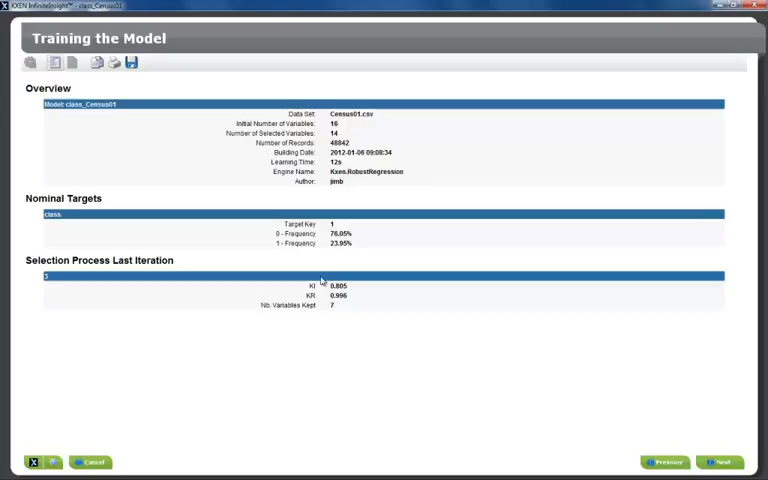 KXEN InfiniteInsight™ - class_Census01
Training the Model
Overview
Model: class_Census01
Data Set: Census01.csv
Initial Number of Variables: 16
Number of Selected Variables: 14
Number of Records: 48842
Building Date: 2012-01-06 09:08:34
Learning Time: 12s
Engine Name: Kxen.RobustRegression
Author: jimb
Nominal Targets
class
Target Key 1
0 - Frequency 76.05%
1 - Frequency 23.95%
Selection Process Last Iteration
3
KI 0.805
KR 0.996
Nb. Variables Kept 7
Cancel Previous Next